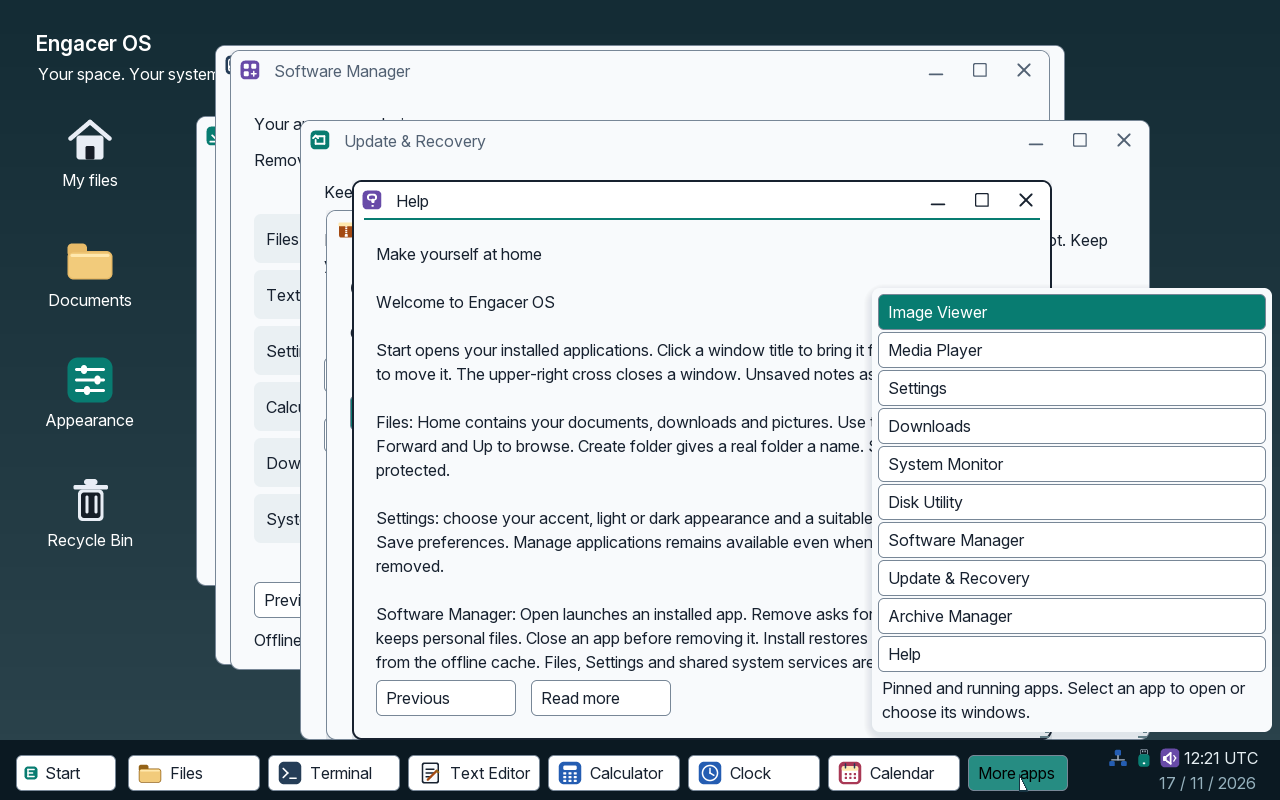 Engacer OS
Your space. Your system
My files
Documents
Appearance
Recycle Bin
Software Manager
Your
Files
Text
Offline
Update & Recovery
ot. Keep
Help
Make yourself at home
Welcome to Engacer OS
Start opens your installed applications. Click a window title to bring it
to move it. The upper-right cross closes a window. Unsaved notes as
Files: Home contains your documents, downloads and pictures. Use
Forward and Up to browse. Create folder gives a real folder a name.
protected.
Settings: choose your accent, light or dark appearance and a suitable
Save preferences. Manage applications remains available even when
removed.
Software Manager: Open launches an installed app. Remove asks for
keeps personal files. Close an app before removing it. Install restores
from the offline cache. Files, Settings and shared system services are
Previous
Read more
Image Viewer
Media Player
Settings
Downloads
System Monitor
Disk Utility
Software Manager
Update & Recovery
Archive Manager
Help
Pinned and running apps. Select an app to open or
choose its windows.
Start
Files
Terminal
Text Editor
Calculator
Clock
Calendar
More apps
12:21 UTC
17 / 11 / 2026